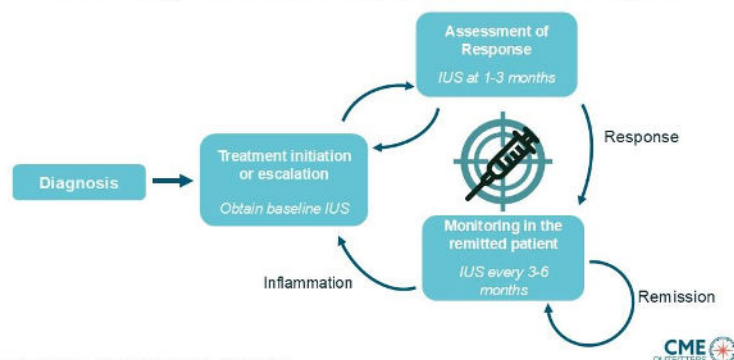 Assessment of
Response
IUS at 1-3 months
Response
Treatment initiation
or escalation
Obtain baseline IUS
Diagnosis
Monitoring in the
remitted patient
IUS every 3-6
months
Inflammation
Remission
CME
OUTFITTERS